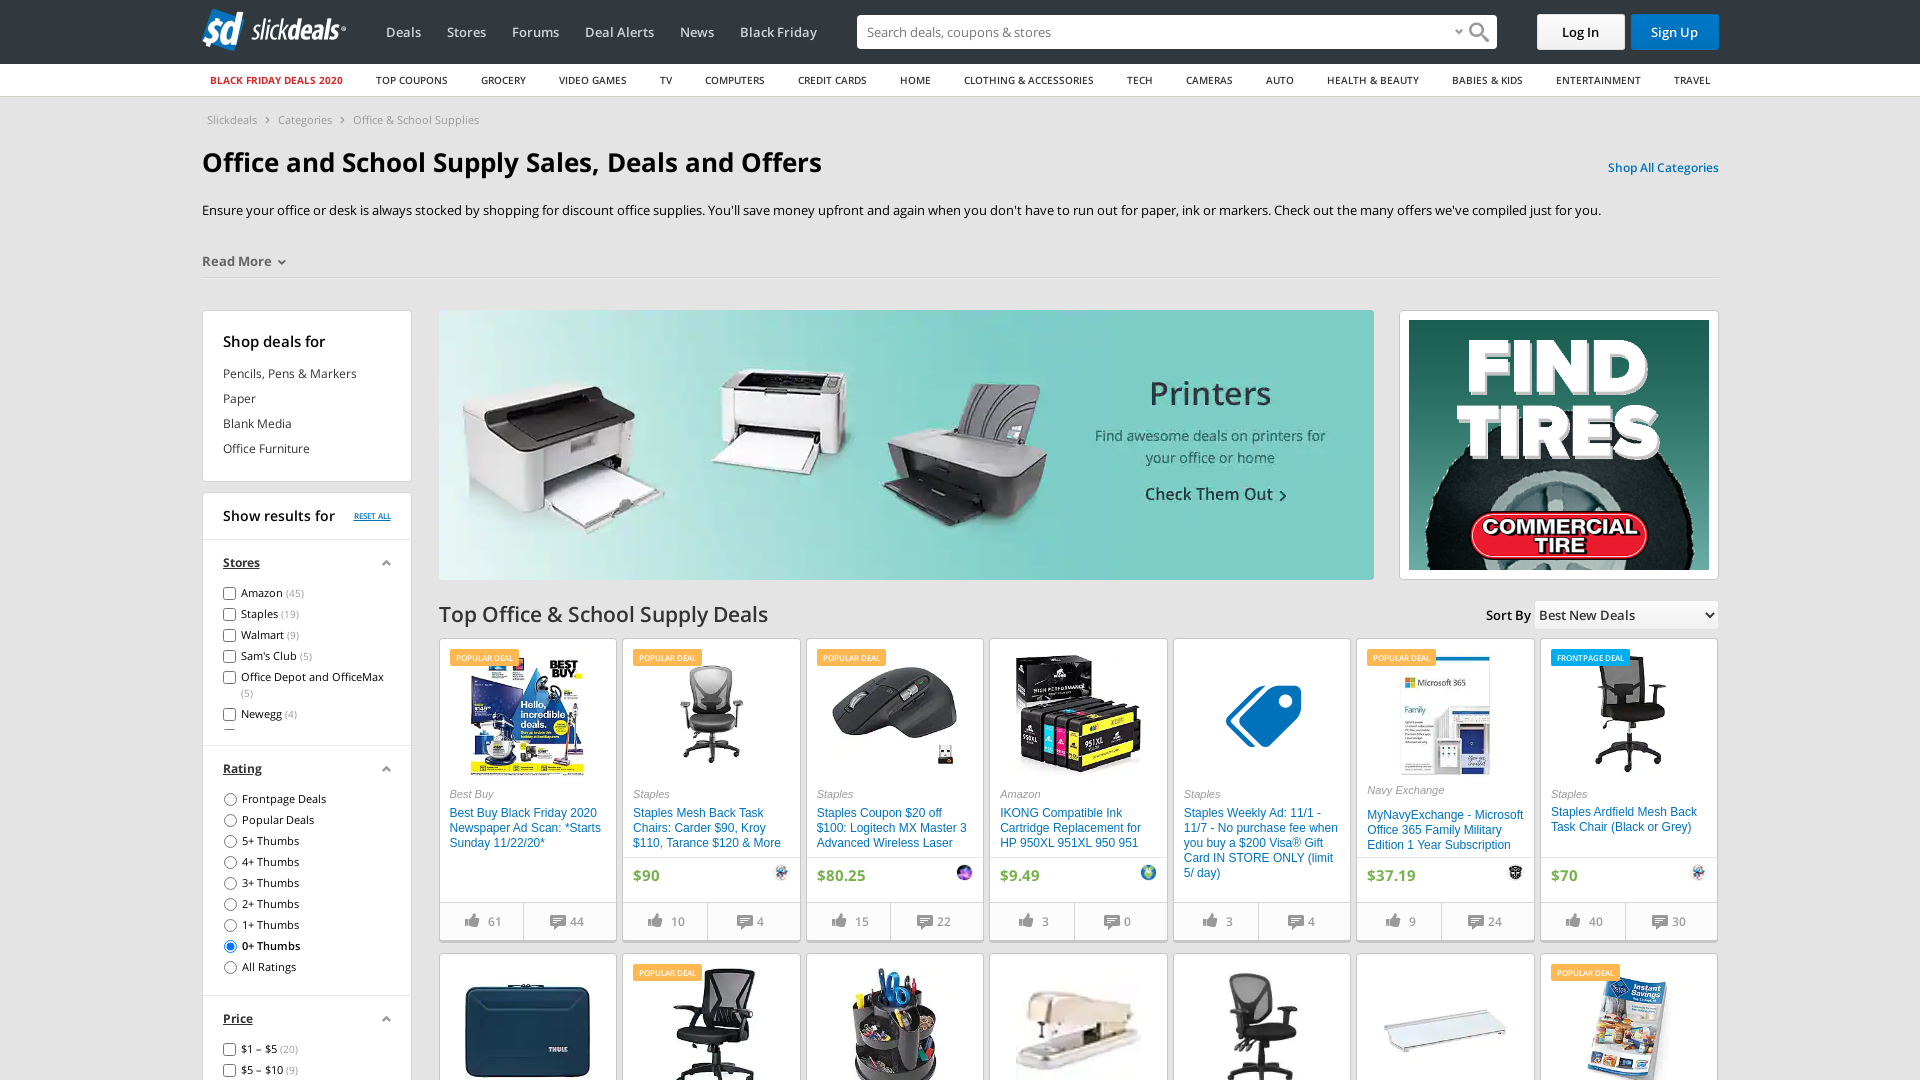 sd slickdeals
Deals
Stores
Forums
Deal Alerts
News
Black Friday
Search deals, coupons & stores
Log In
Sign Up
BLACK FRIDAY DEALS 2020
TOP COUPONS
GROCERY
VIDEO GAMES
TV
COMPUTERS
CREDIT CARDS
HOME
CLOTHING & ACCESSORIES
TECH
CAMERAS
AUTO
HEALTH & BEAUTY
BABIES & KIDS
ENTERTAINMENT
TRAVEL
Slickdeals > Categories > Office & School Supplies
Office and School Supply Sales, Deals and Offers
Shop All Categories
Ensure your office or desk is always stocked by shopping for discount office supplies. You'll save money upfront and again when you don't have to run out for paper, ink or markers. Check out the many offers we've compiled just for you.
Read More
Shop deals for
Pencils, Pens & Markers
Paper
Blank Media
Office Furniture
Show results for
RESET ALL
Stores
Amazon (45)
Staples (19)
Walmart (9)
Sam's Club (5)
Office Depot and OfficeMax
(5)
Newegg (4)
Rating
Frontpage Deals
Popular Deals
5+ Thumbs
4+ Thumbs
3+ Thumbs
2+ Thumbs
1+ Thumbs
0+ Thumbs
All Ratings
Price
$1 – $5 (20)
$5 – $10 (9)
Printers
Find awesome deals on printers for
your office or home
Check Them Out >
FIND
TIRES
COMMERCIAL
TIRE
Top Office & School Supply Deals
Sort By
Best New Deals
POPULAR DEAL
BEST
BUY
Hello,
incredible
deals.
Best Buy
Best Buy Black Friday 2020
Newspaper Ad Scan: *Starts
Sunday 11/22/20*
61
44
POPULAR DEAL
Staples
Staples Mesh Back Task
Chairs: Carder $90, Kroy
$110, Tarance $120 & More
$90
10
4
POPULAR DEAL
Staples
Staples Coupon $20 off
$100: Logitech MX Master 3
Advanced Wireless Laser
$80.25
15
22
HIGH PERFORMANCE
950XL
951XL
Amazon
IKONG Compatible Ink
Cartridge Replacement for
HP 950XL 951XL 950 951
$9.49
3
0
Staples
Staples Weekly Ad: 11/1 -
11/7 - No purchase fee when
you buy a $200 Visa® Gift
Card IN STORE ONLY (limit
5/ day)
3
4
POPULAR DEAL
Microsoft 365
Family
Navy Exchange
MyNavyExchange - Microsoft
Office 365 Family Military
Edition 1 Year Subscription
$37.19
9
24
FRONTPAGE DEAL
Staples
Staples Ardfield Mesh Back
Task Chair (Black or Grey)
$70
40
30
THULE
POPULAR DEAL
POPULAR DEAL
Instant
Savings